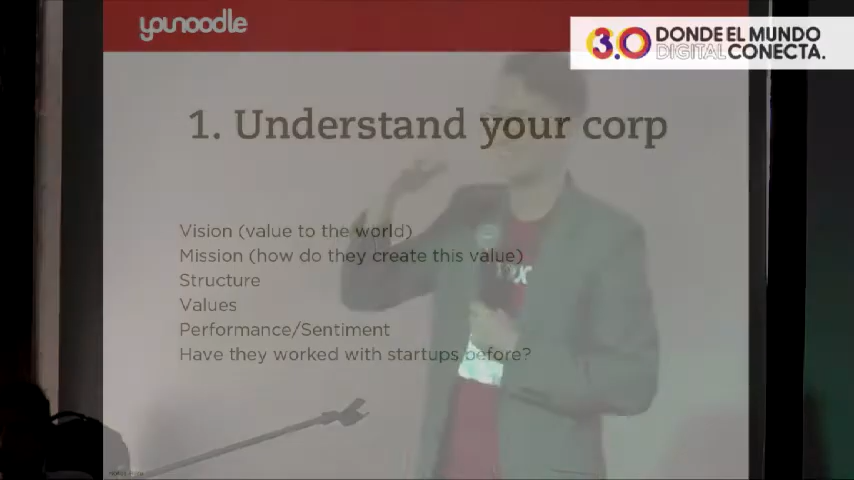 younoodle
3.0 DONDE EL MUNDO
DIGITAL CONECTA.
1. Understand your corp
Vision (value to the world)
Mission (how do they create this value)
Structure
Values
Performance/Sentiment
Have they worked with startups before?